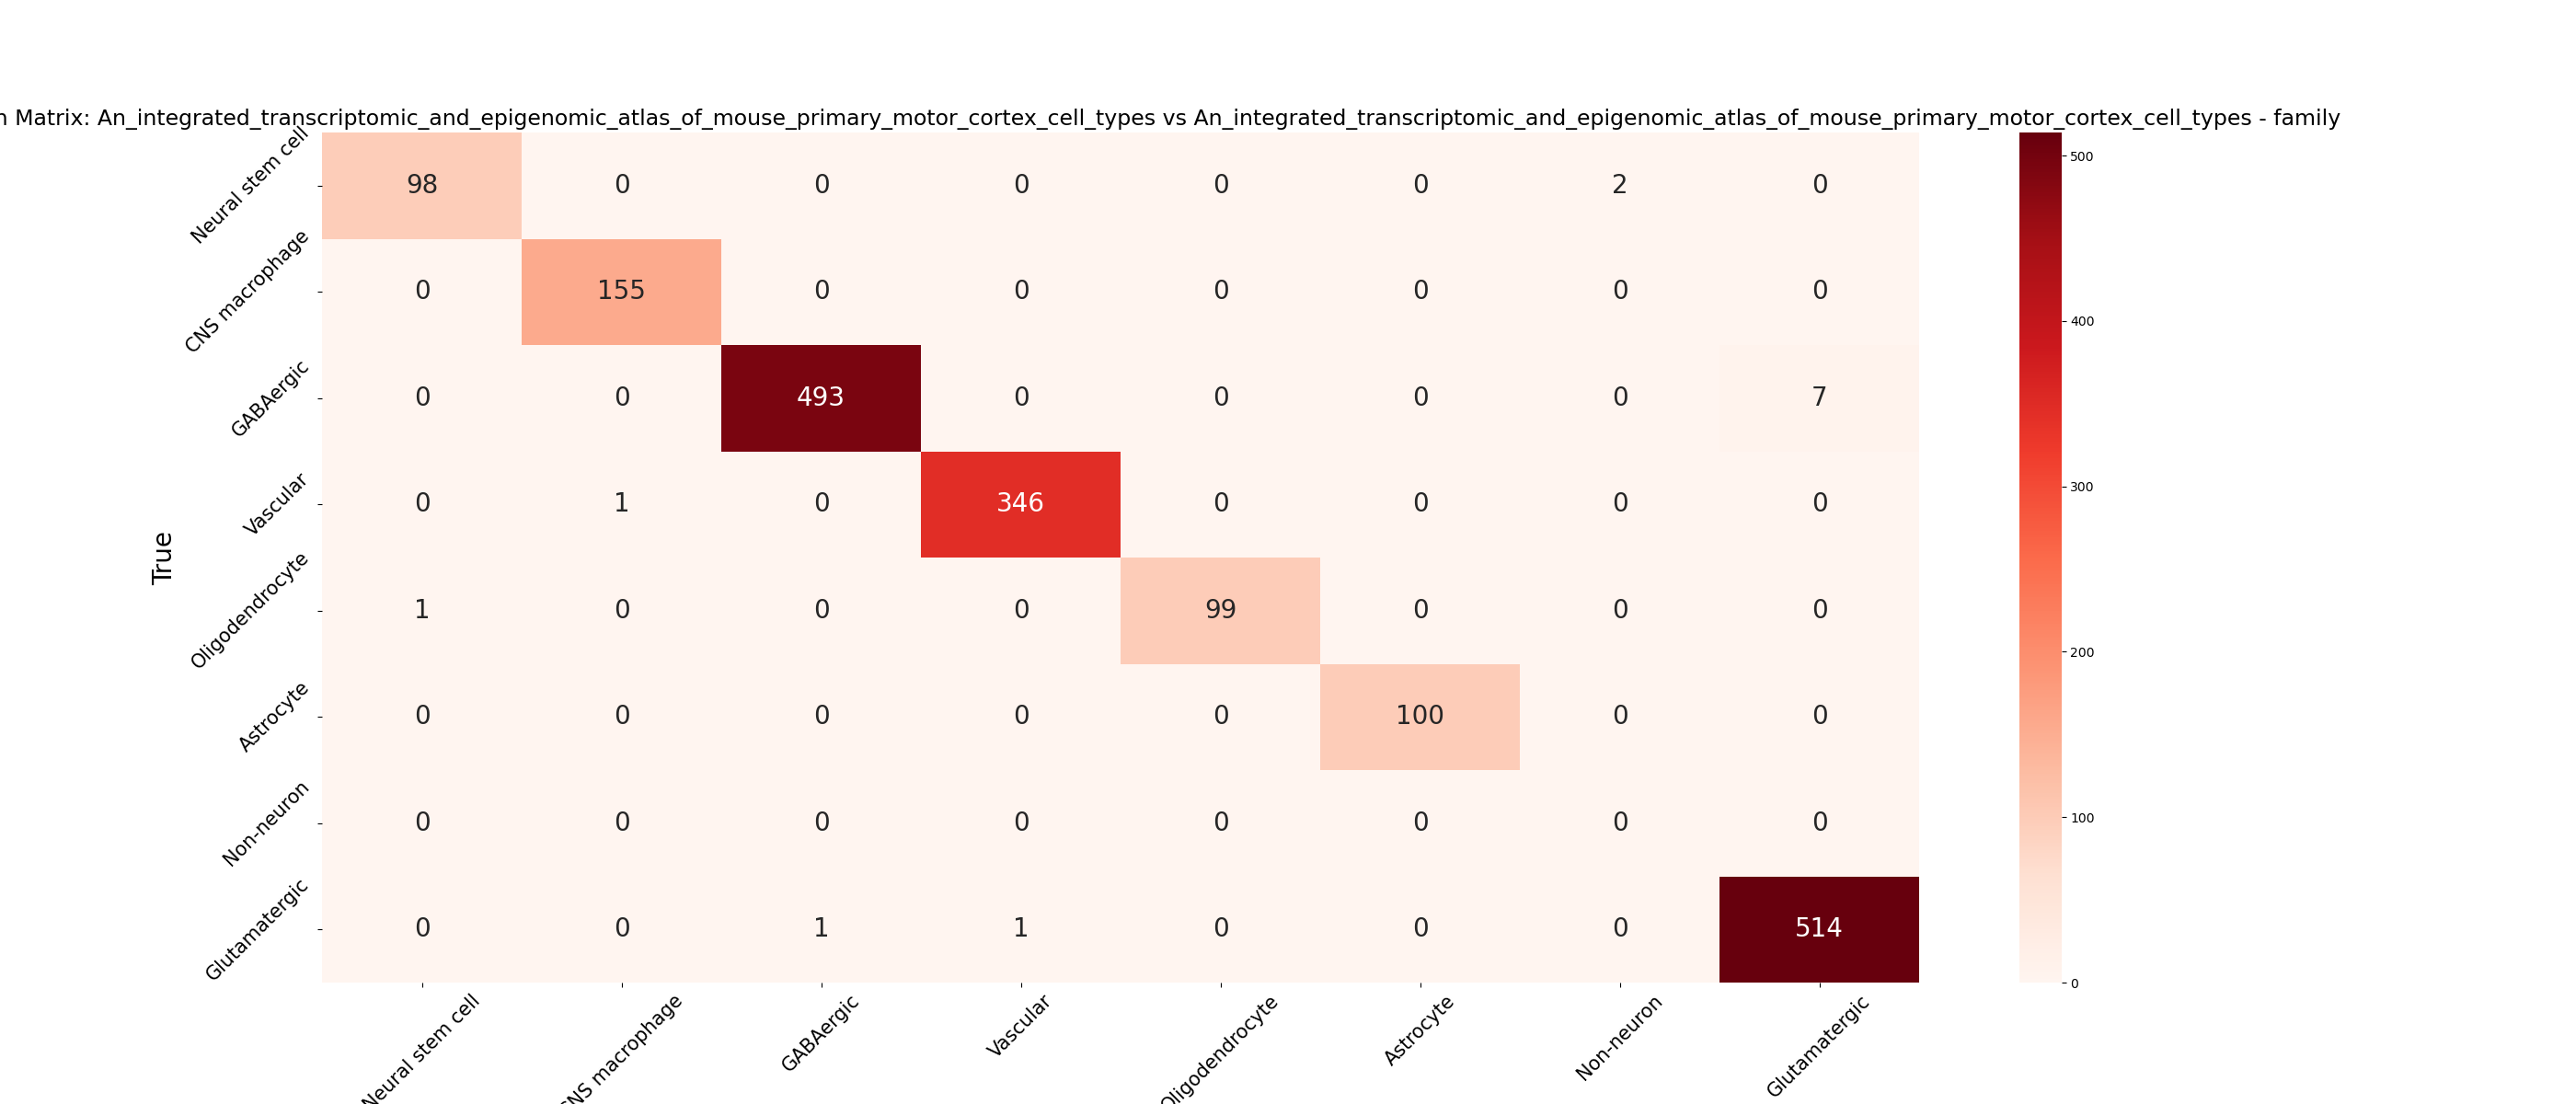 Matrix: An_integrated_transcriptomic_and_epigenomic_atlas_of_mouse_primary_motor_cortex_cell_types vs An_integrated_transcriptomic_and_epigenomic_atlas_of_mouse_primary_motor_cortex_cell_types - family
True
Neural stem cell 98 0 0 0 0 0 2 0
CNS macrophage 0 155 0 0 0 0 0 0
GABAergic 0 0 493 0 0 0 0 7
Vascular 0 1 0 346 0 0 0 0
Oligodendrocyte 1 0 0 0 99 0 0 0
Astrocyte 0 0 0 0 0 100 0 0
Non-neuron 0 0 0 0 0 0 0 0
Glutamatergic 0 0 1 1 0 0 0 514
Neural stem cell CNS macrophage GABAergic Vascular Oligodendrocyte Astrocyte Non-neuron Glutamatergic
500
400
300
200
100
0